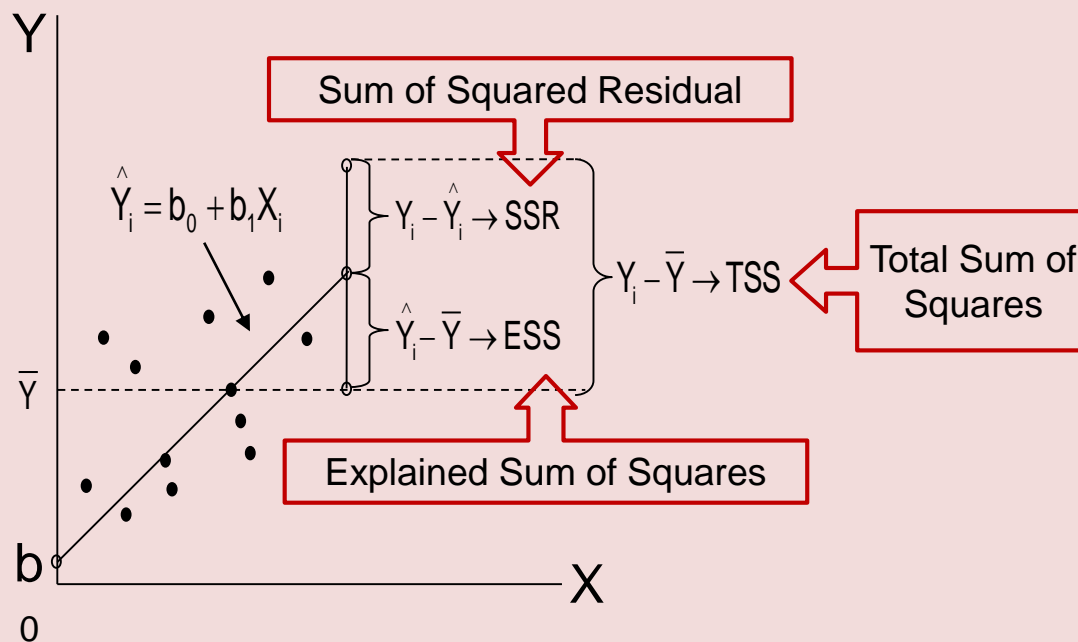 Y
Sum of Squared Residual
Ŷᵢ = b₀ + b₁Xᵢ
Yᵢ − Ŷᵢ → SSR
Yᵢ − Y̅ → TSS
Total Sum of
Squares
Ŷᵢ − Y̅ → ESS
Y̅
Explained Sum of Squares
b
X
0